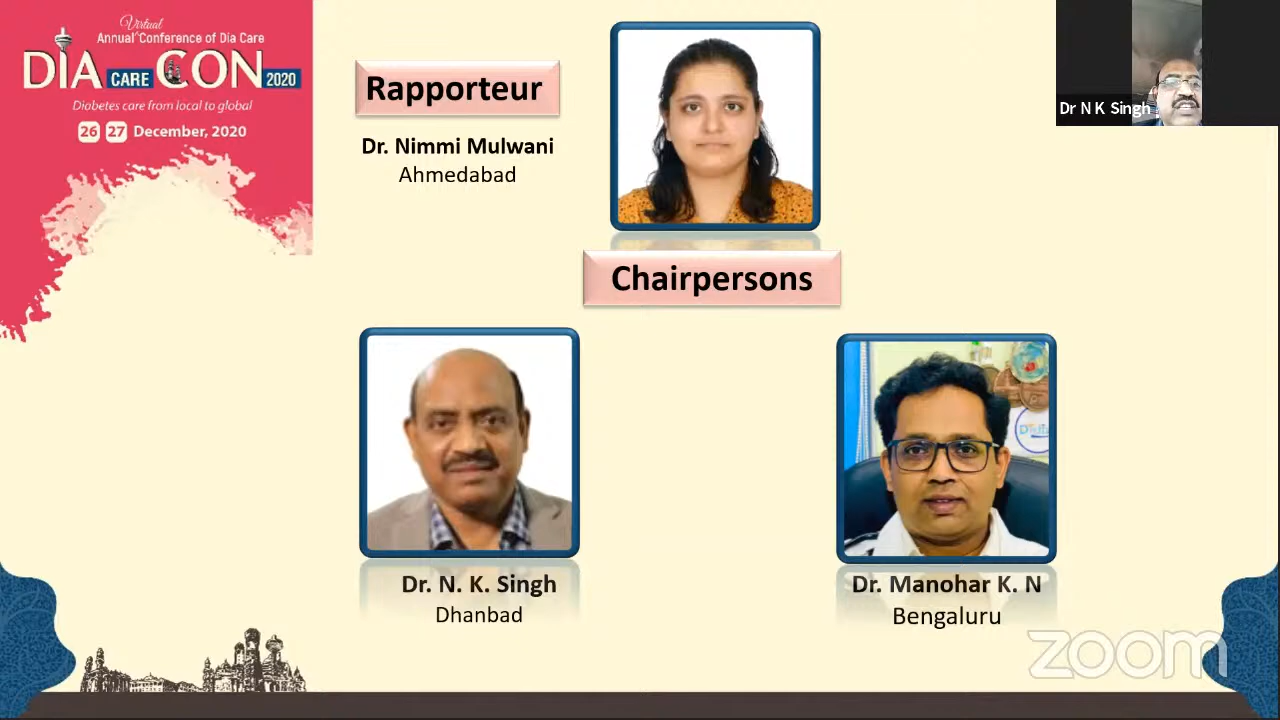 Virtual
Annual Conference of Dia Care
DIA CARE CON 2020
Diabetes care from local to global
26 27 December, 2020
Rapporteur
Dr. Nimmi Mulwani
Ahmedabad
Dr N K Singh
Chairpersons
Dr. N. K. Singh
Dhanbad
Dr. Manohar K. N
Bengaluru
zoom